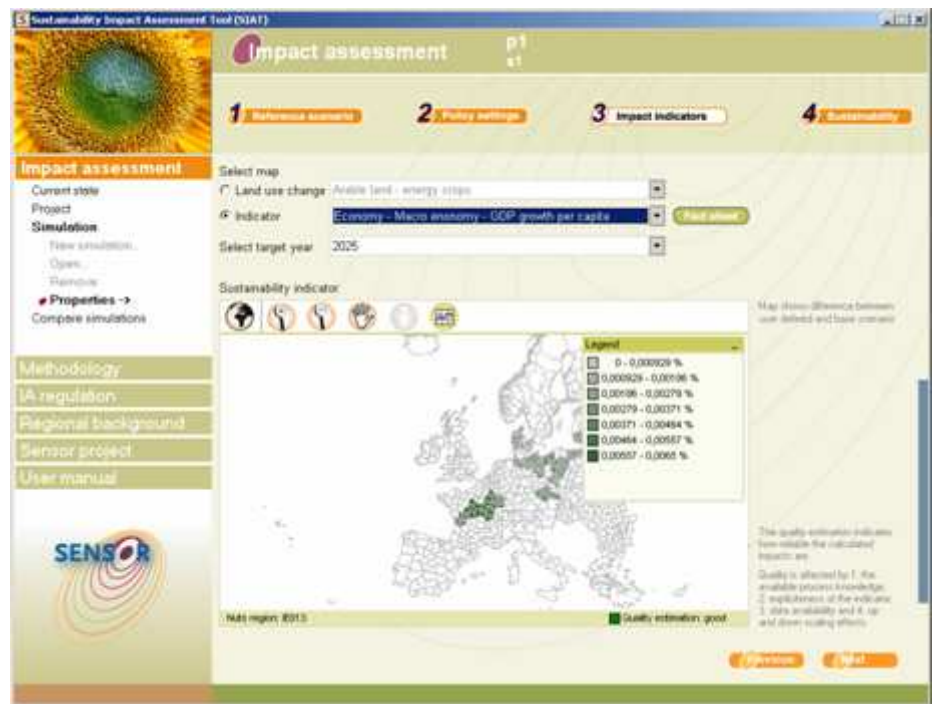 Sustainability Impact Assessment Tool (SIAT)
Impact assessment
p1
s1
1 Reference scenario
2 Policy settings
3 Impact indicators
4 Sustainability
Impact assessment
Current state
Project
Simulation
New simulation...
Open...
Remove
Properties ->
Compare simulations
Methodology
IA regulation
Regional background
Sensor project
User manual
SENSOR
Select map
Land use change
Arable land - energy crops
Indicator
Economy - Macro economy - GDP growth per capita
Fact sheet
Select target year
2025
Sustainability indicator
Map shows difference between
user defined and base scenario
Legend
0 - 0,000929 %
0,000929 - 0,00186 %
0,00186 - 0,00279 %
0,00279 - 0,00371 %
0,00371 - 0,00464 %
0,00464 - 0,00557 %
0,00557 - 0,0065 %
The quality estimation indicates
how reliable the calculated
impacts are.
Quality is affected by 1. the
available process knowledge,
2. explicitness of the indicator,
3. data availability and 4. up
and down scaling effects.
Nuts region: IE013
Quality estimation: good
Previous
Next